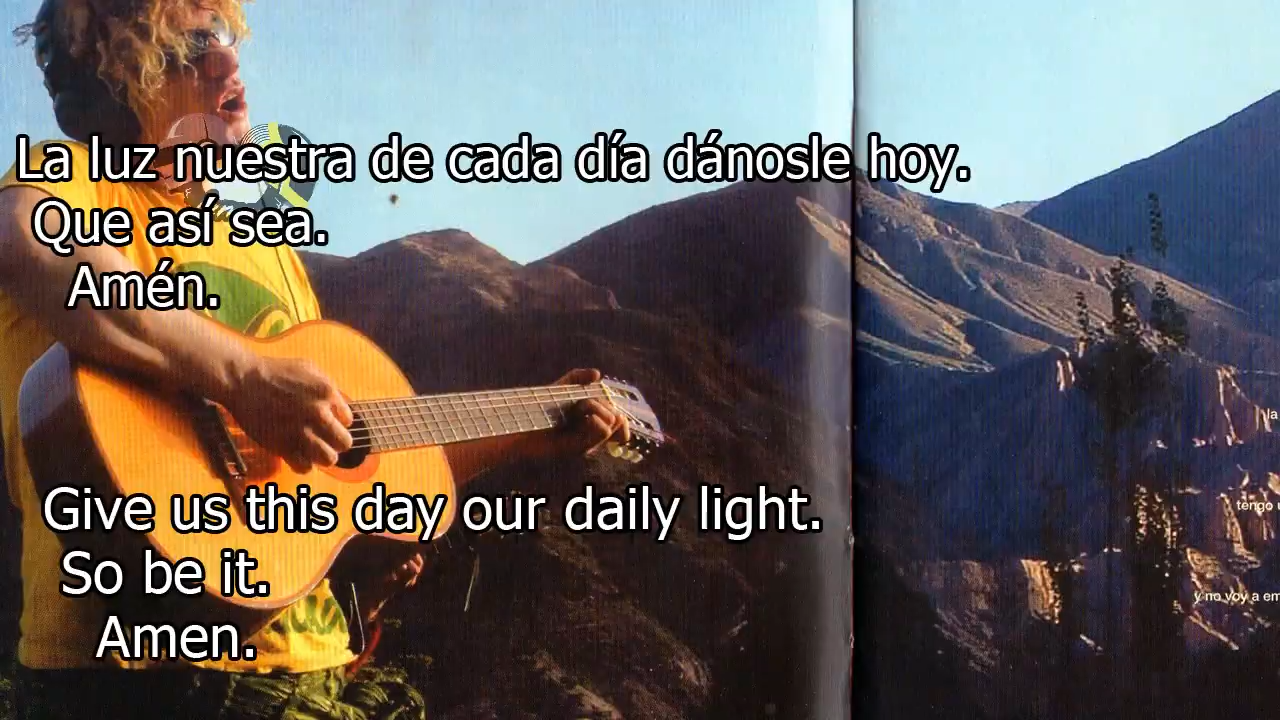 La luz nuestra de cada día dánosle hoy.
Que así sea.
Amén.
la
tengo
y no voy a em
Give us this day our daily light.
So be it.
Amen.